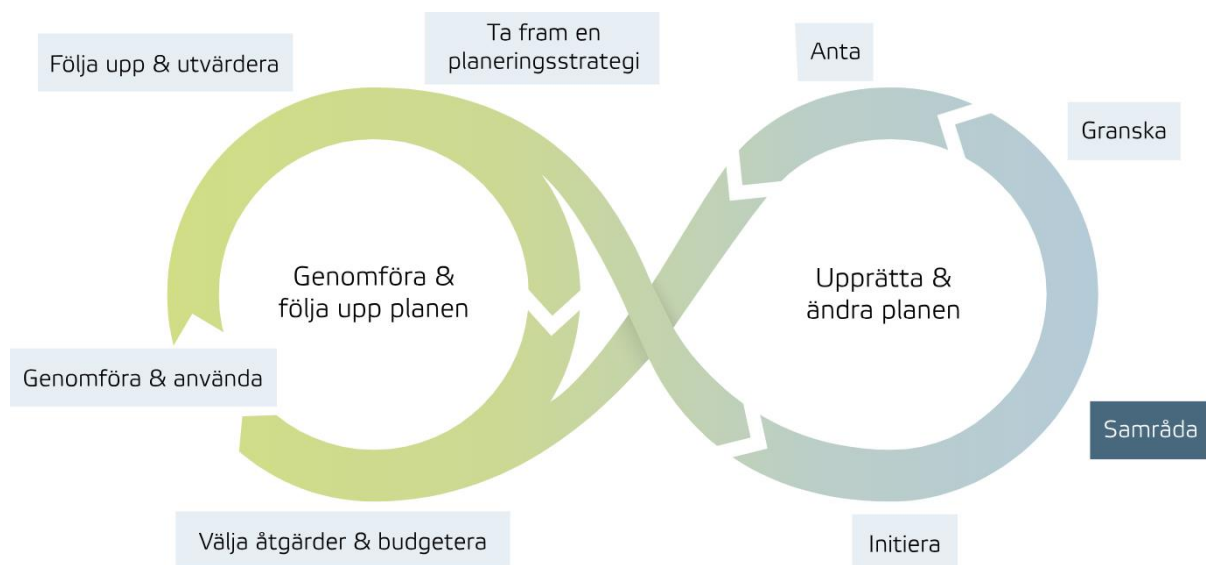 Följa upp & utvärdera
Ta fram en
planeringsstrategi
Anta
Granska
Genomföra &
följa upp planen
Upprätta &
ändra planen
Genomföra & använda
Samråda
Välja åtgärder & budgetera
Initiera